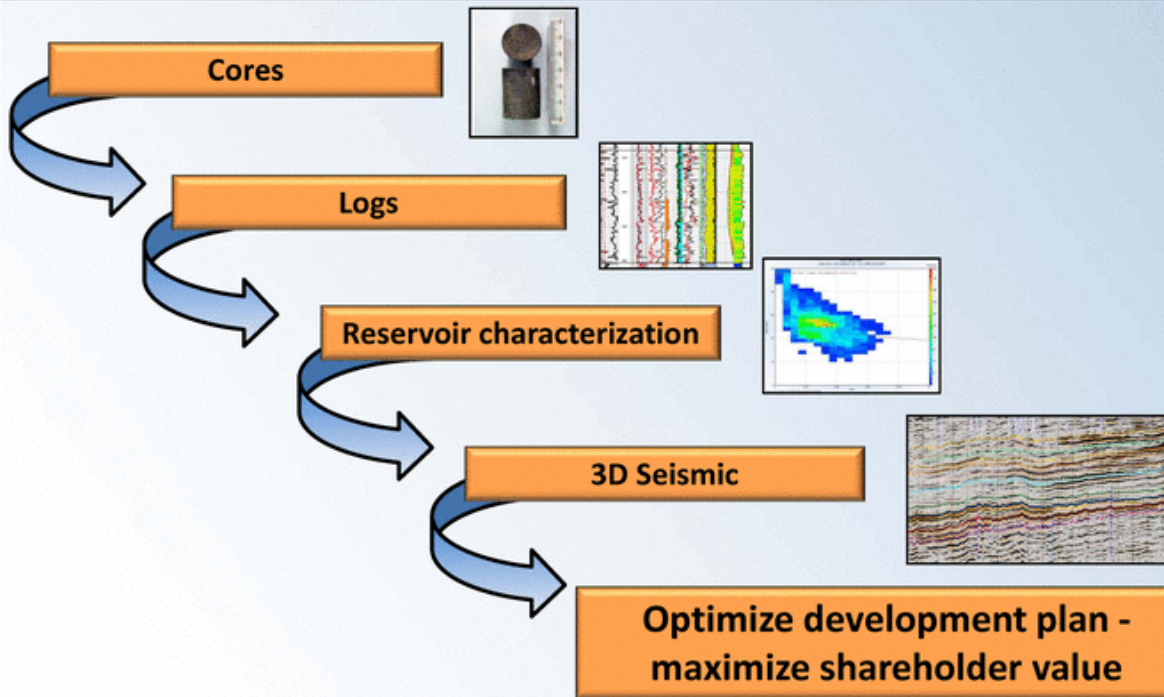 Cores
Logs
Reservoir characterization
3D Seismic
Optimize development plan -
maximize shareholder value